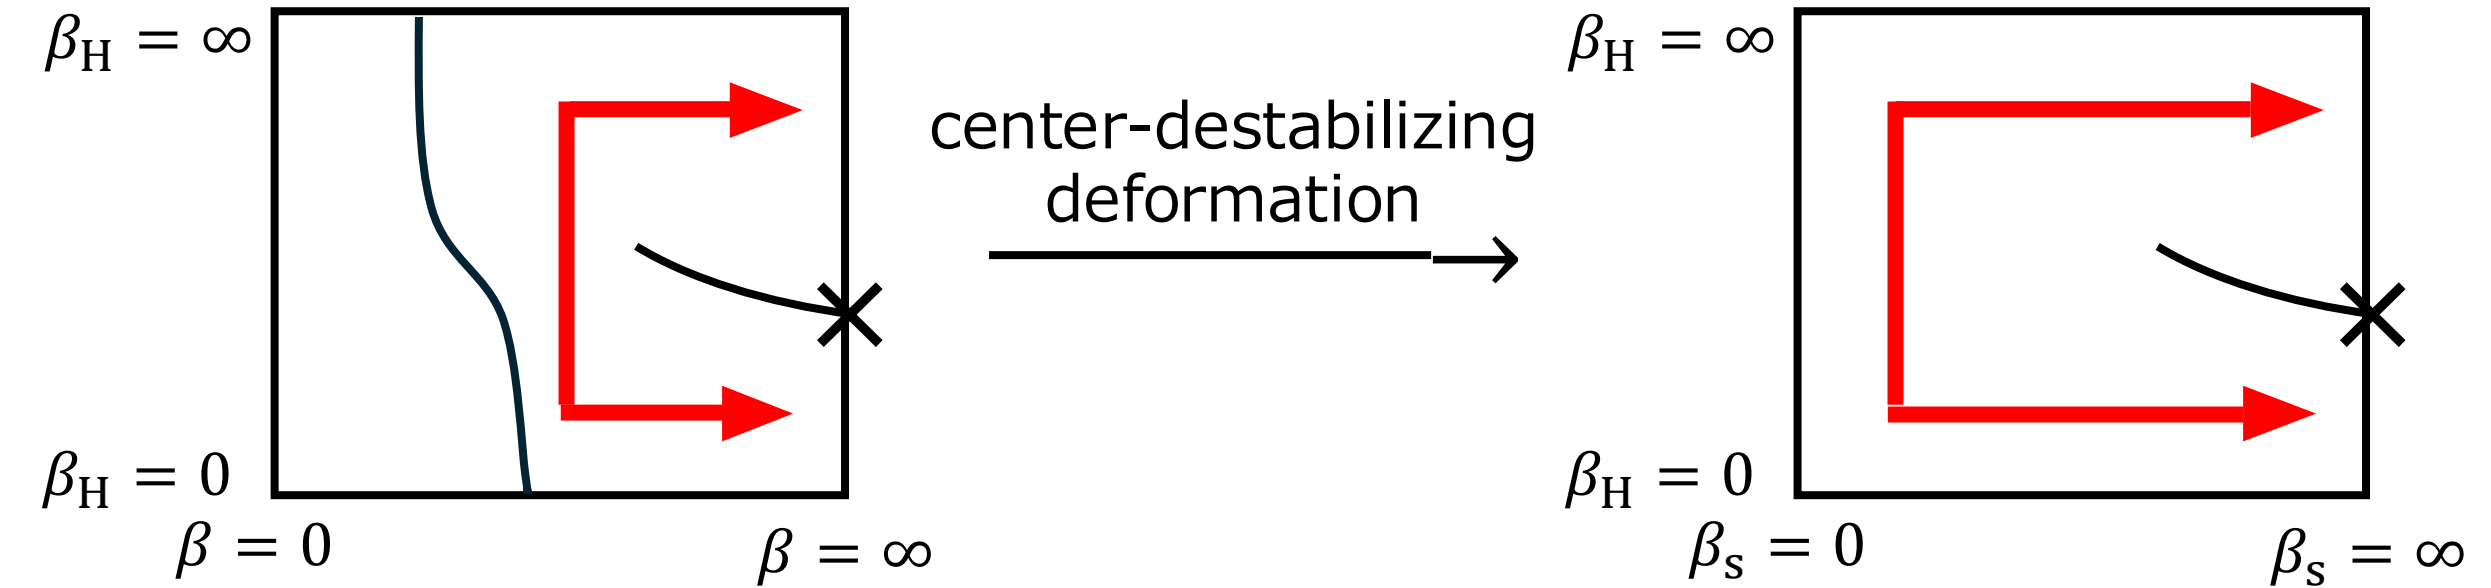 β_H = ∞
β_H = 0
β = 0
β = ∞
center-destabilizing
deformation
β_H = ∞
β_H = 0
β_s = 0
β_s = ∞